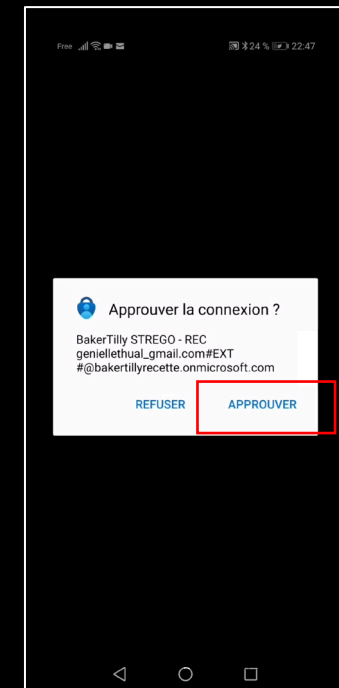 Free 24 % 22:47
Approuver la connexion ?
BakerTilly STREGO - REC
geniellethual_gmail.com#EXT
#@bakertillyrecette.onmicrosoft.com
REFUSER APPROUVER